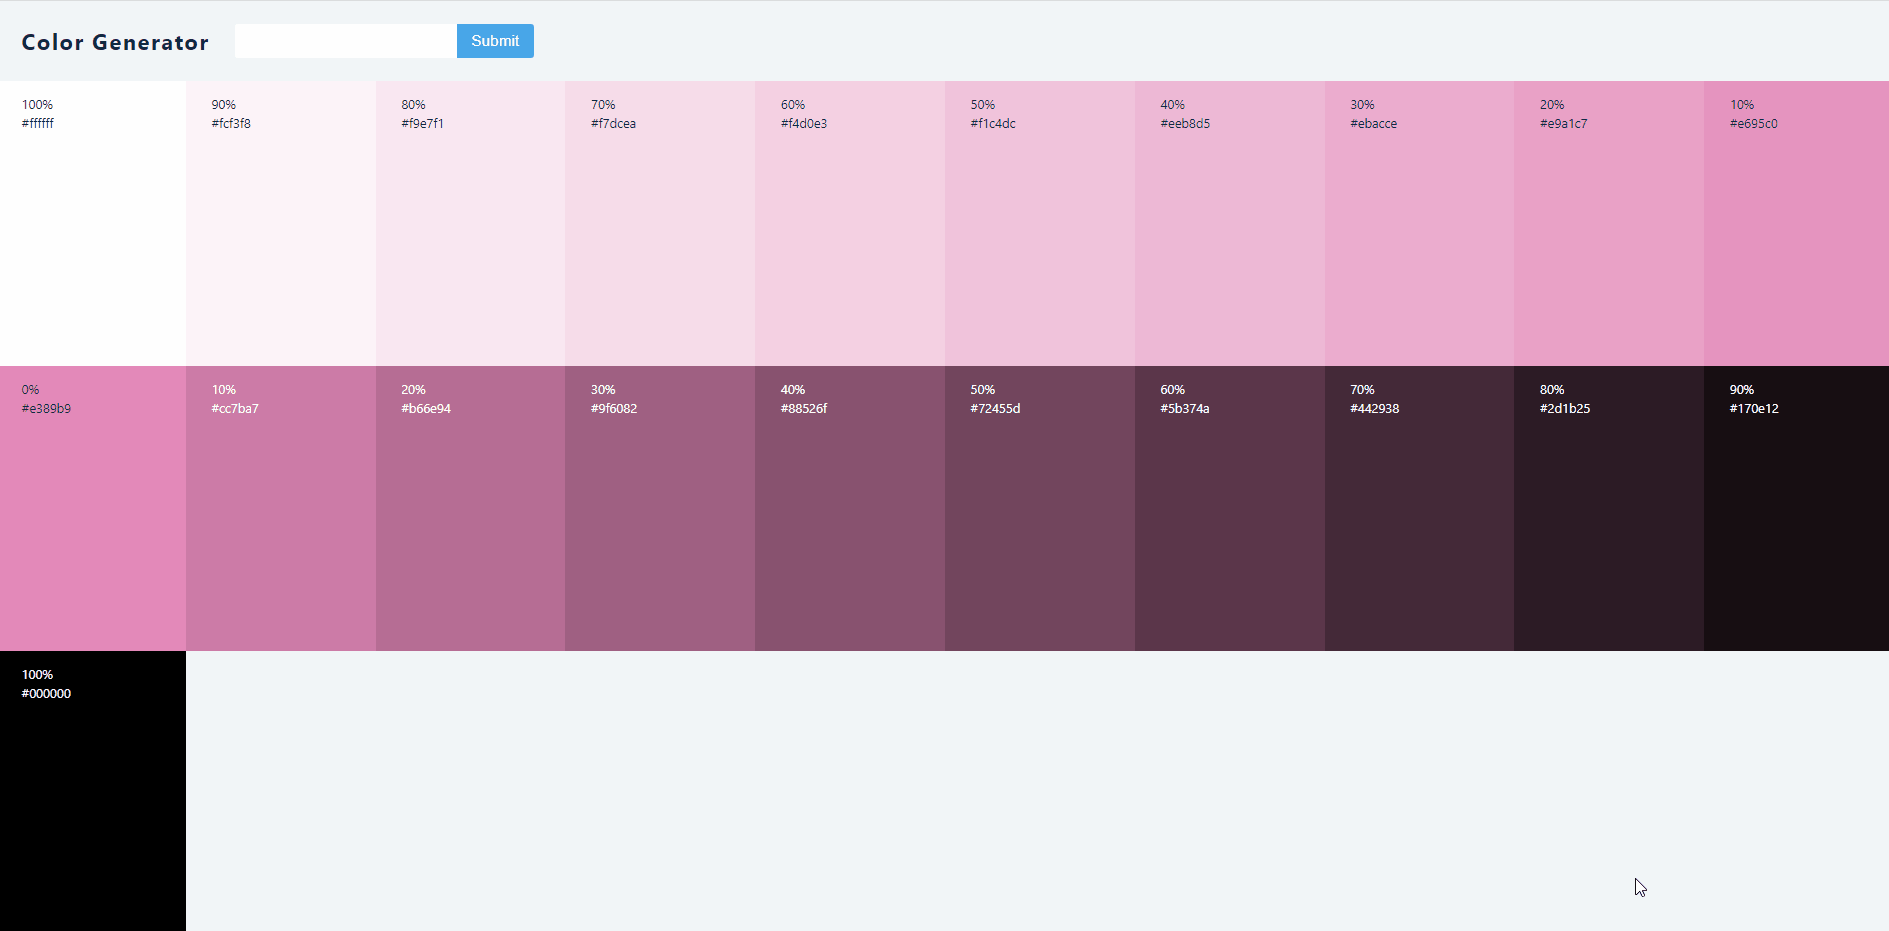 Color Generator
Submit
100%
#ffffff
90%
#fcf3f8
80%
#f9e7f1
70%
#f7dcea
60%
#f4d0e3
50%
#f1c4dc
40%
#eeb8d5
30%
#ebacce
20%
#e9a1c7
10%
#e695c0
0%
#e389b9
10%
#cc7ba7
20%
#b66e94
30%
#9f6082
40%
#88526f
50%
#72455d
60%
#5b374a
70%
#442938
80%
#2d1b25
90%
#170e12
100%
#000000